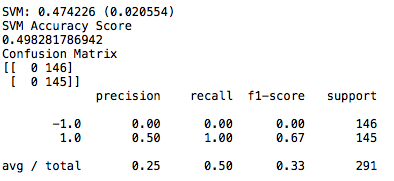 SVM: 0.474226 (0.020554)
SVM Accuracy Score
0.498281786942
Confusion Matrix
[[  0 146]
 [  0 145]]
             precision    recall  f1-score   support

       -1.0       0.00      0.00      0.00       146
        1.0       0.50      1.00      0.67       145

avg / total       0.25      0.50      0.33       291